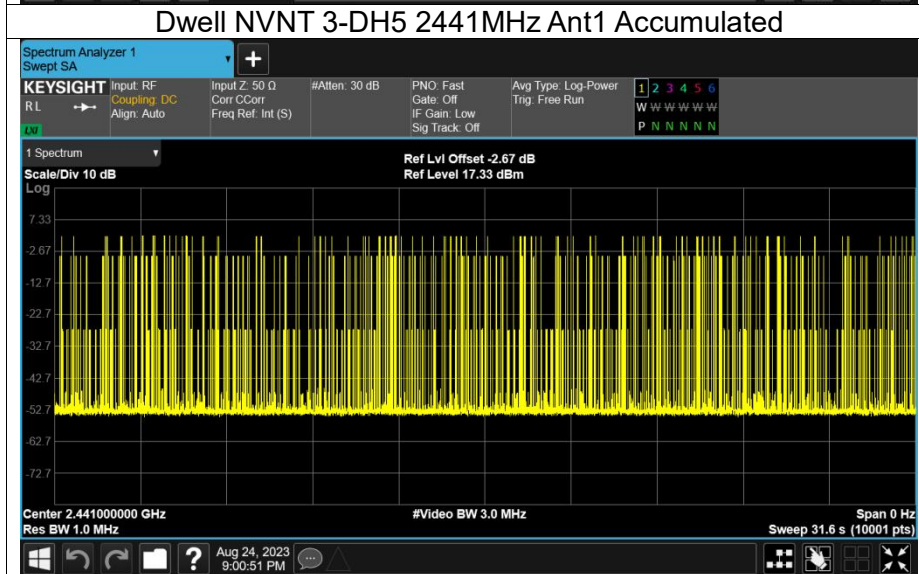 Dwell NVNT 3-DH5 2441MHz Ant1 Accumulated
Spectrum Analyzer 1
Swept SA
+
KEYSIGHT
R L
LXI
Input: RF
Coupling: DC
Align: Auto
Input Z: 50 Ω
Corr CCorr
Freq Ref: Int (S)
#Atten: 30 dB
PNO: Fast
Gate: Off
IF Gain: Low
Sig Track: Off
Avg Type: Log-Power
Trig: Free Run
1 2 3 4 5 6
W W W W W W
P N N N N N
1 Spectrum
Scale/Div 10 dB
Ref Lvl Offset -2.67 dB
Ref Level 17.33 dBm
Log
7.33
-2.67
-12.7
-22.7
-32.7
-42.7
-52.7
-62.7
-72.7
Center 2.441000000 GHz
#Video BW 3.0 MHz
Span 0 Hz
Res BW 1.0 MHz
Sweep 31.6 s (10001 pts)
?
Aug 24, 2023
9:00:51 PM